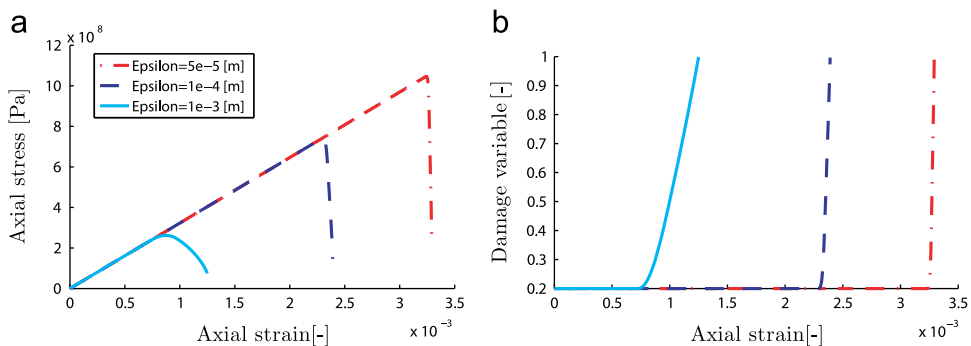 a
x 10 8
12
10
8
6
4
2
0
Axial stress [Pa]
Epsilon=5e−5 [m]
Epsilon=1e−4 [m]
Epsilon=1e−3 [m]
0 0.5 1 1.5 2 2.5 3 3.5
Axial strain[-]
x 10 −3
b
1
0.9
0.8
0.7
0.6
0.5
0.4
0.3
0.2
Damage variable [-]
0 0.5 1 1.5 2 2.5 3 3.5
Axial strain[-]
x 10 −3